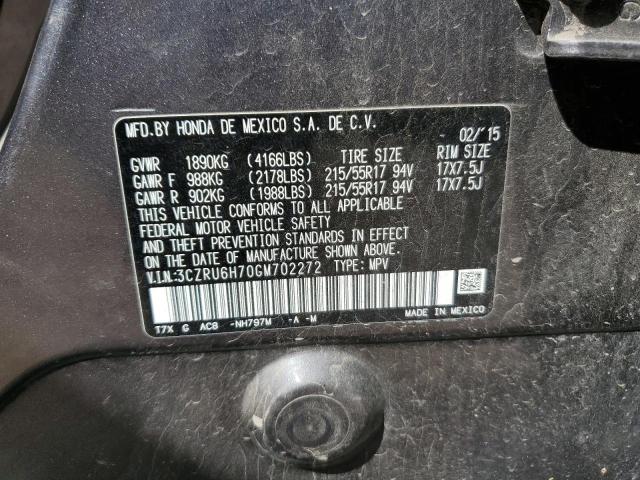 MFD.BY HONDA DE MEXICO S.A. DE C.V. 02/'15
GVWR 1890KG (4166LBS) TIRE SIZE RIM SIZE
GAWR F 988KG (2178LBS) 215/55R17 94V 17X7.5J
GAWR R 902KG (1988LBS) 215/55R17 94V 17X7.5J
THIS VEHICLE CONFORMS TO ALL APPLICABLE
FEDERAL MOTOR VEHICLE SAFETY
AND THEFT PREVENTION STANDARDS IN EFFECT
ON THE DATE OF MANUFACTURE SHOWN ABOVE.
V.I.N:3CZRU6H70GM702272 TYPE: MPV
T7X G AC8 -NH797M -A -M MADE IN MEXICO